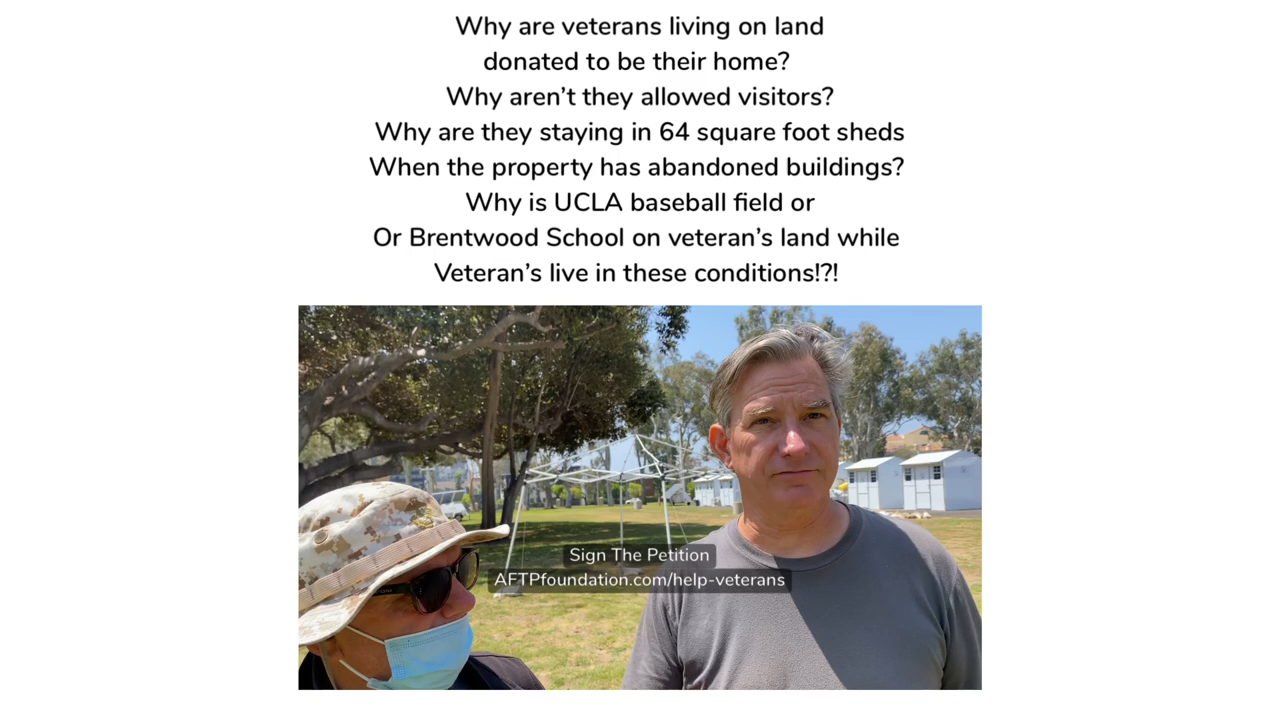 Why are veterans living on land
donated to be their home?
Why aren’t they allowed visitors?
Why are they staying in 64 square foot sheds
When the property has abandoned buildings?
Why is UCLA baseball field or
Or Brentwood School on veteran’s land while
Veteran’s live in these conditions!?!
Sign The Petition
AFTPfoundation.com/help-veterans